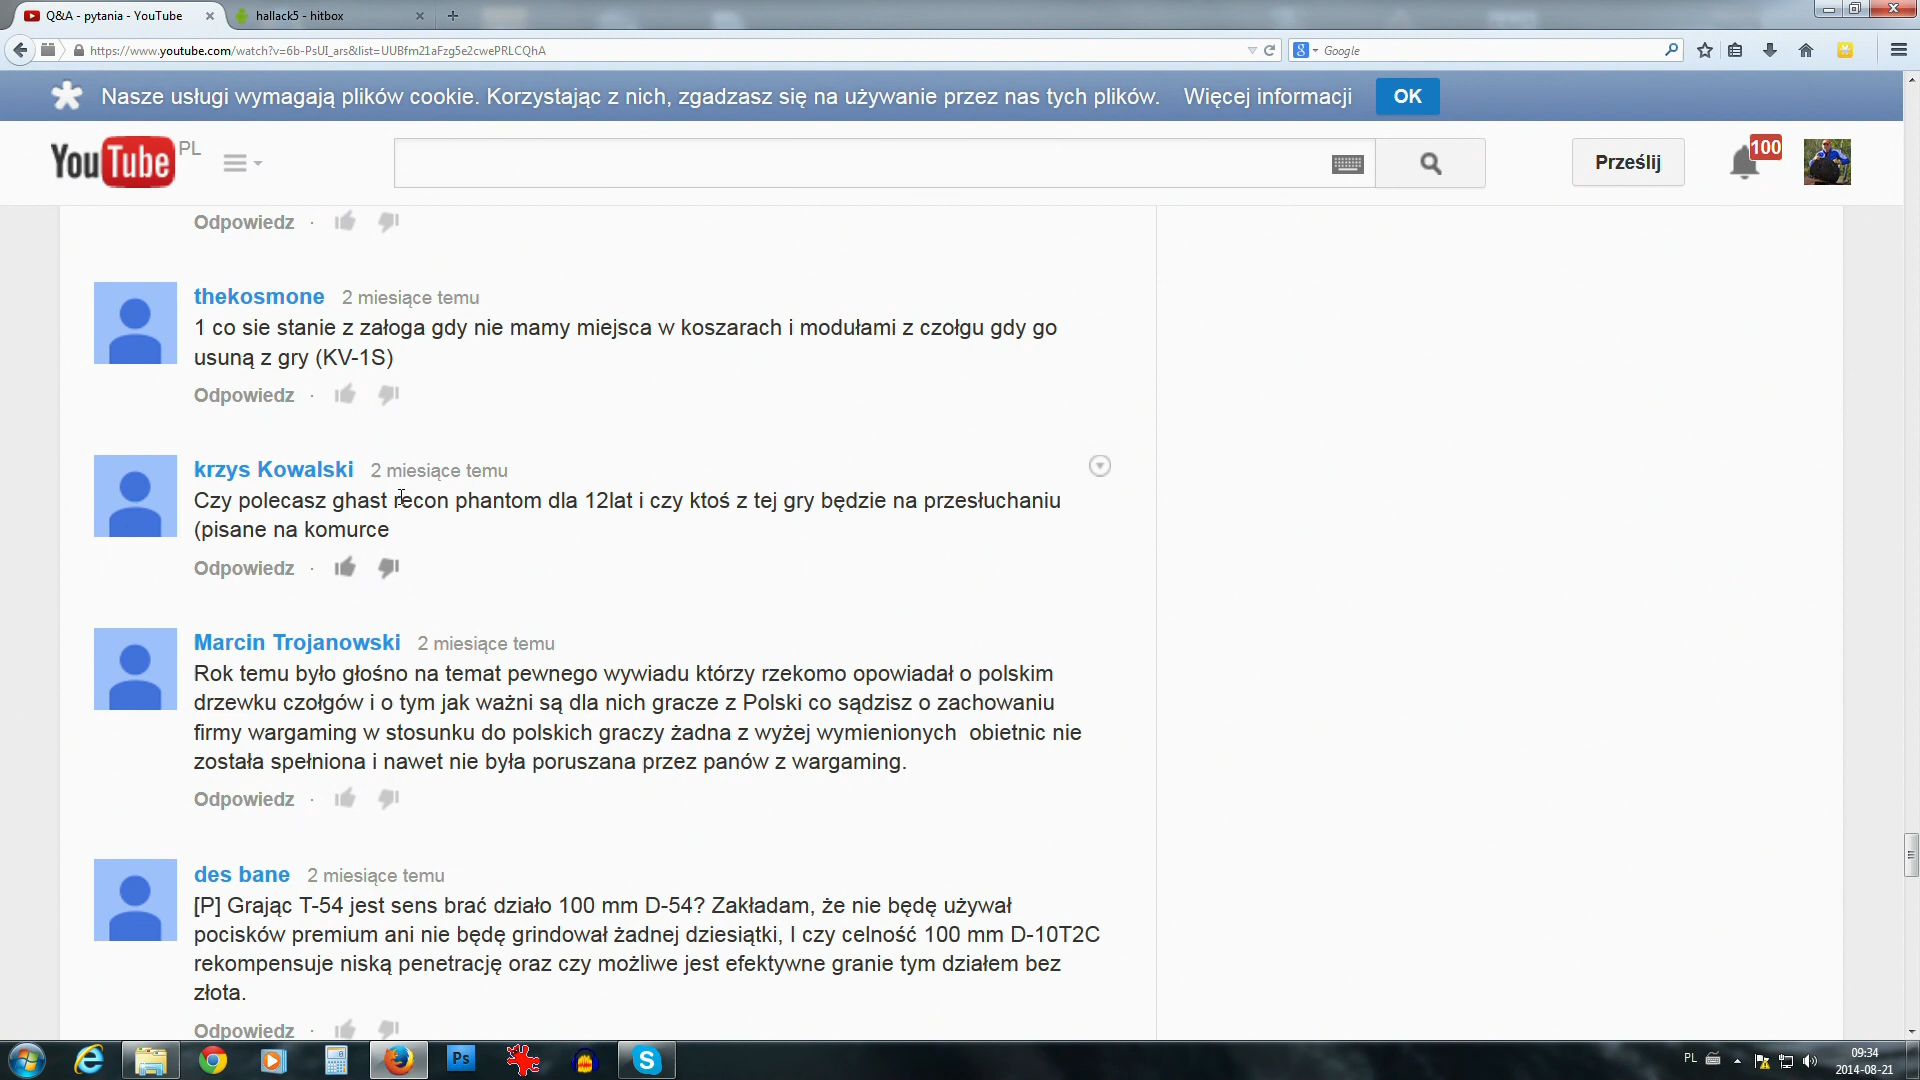 Q&A - pytania - YouTube
hallack5 - hitbox
https://www.youtube.com/watch?v=6b-PsUI_ars&list=UUBfm21aFzg5e2cwePRLCQhA
Google
Nasze usługi wymagają plików cookie. Korzystając z nich, zgadzasz się na używanie przez nas tych plików. Więcej informacji OK
YouTube PL
Prześlij
100
Odpowiedz ·
thekosmone 2 miesiące temu
1 co sie stanie z załoga gdy nie mamy miejsca w koszarach i modułami z czołgu gdy go
usuną z gry (KV-1S)
Odpowiedz ·
krzys Kowalski 2 miesiące temu
Czy polecasz ghast recon phantom dla 12lat i czy ktoś z tej gry będzie na przesłuchaniu
(pisane na komurce
Odpowiedz ·
Marcin Trojanowski 2 miesiące temu
Rok temu było głośno na temat pewnego wywiadu którzy rzekomo opowiadał o polskim
drzewku czołgów i o tym jak ważni są dla nich gracze z Polski co sądzisz o zachowaniu
firmy wargaming w stosunku do polskich graczy żadna z wyżej wymienionych  obietnic nie
została spełniona i nawet nie była poruszana przez panów z wargaming.
Odpowiedz ·
des bane 2 miesiące temu
[P] Grając T-54 jest sens brać działo 100 mm D-54? Zakładam, że nie będę używał
pocisków premium ani nie będę grindował żadnej dziesiątki, I czy celność 100 mm D-10T2C
rekompensuje niską penetrację oraz czy możliwe jest efektywne granie tym działem bez
złota.
Odpowiedz ·
Ps
PL
09:34
2014-08-21